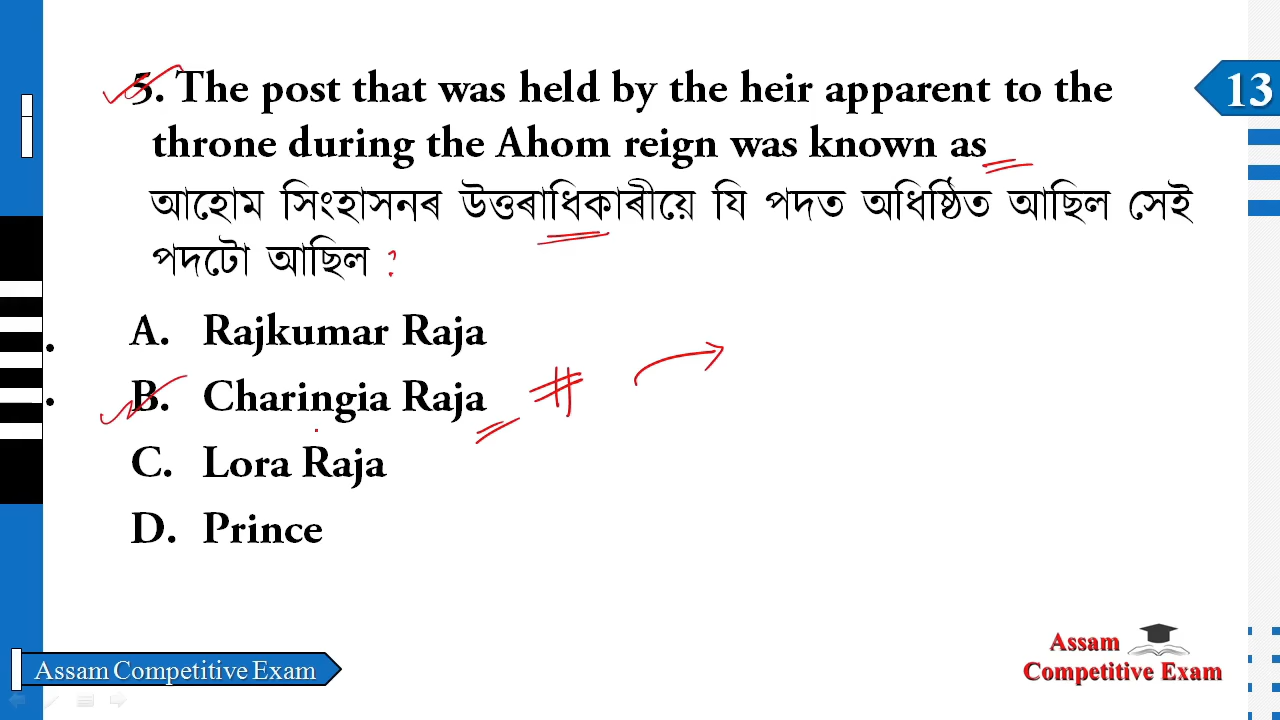 5. The post that was held by the heir apparent to the
throne during the Ahom reign was known as
আহোম সিংহাসনৰ উত্তৰাধিকাৰীয়ে যি পদত অধিষ্ঠিত আছিল সেই
পদটো আছিল ?
A. Rajkumar Raja
B. Charingia Raja
C. Lora Raja
D. Prince
13
Assam Competitive Exam
Assam
Competitive Exam